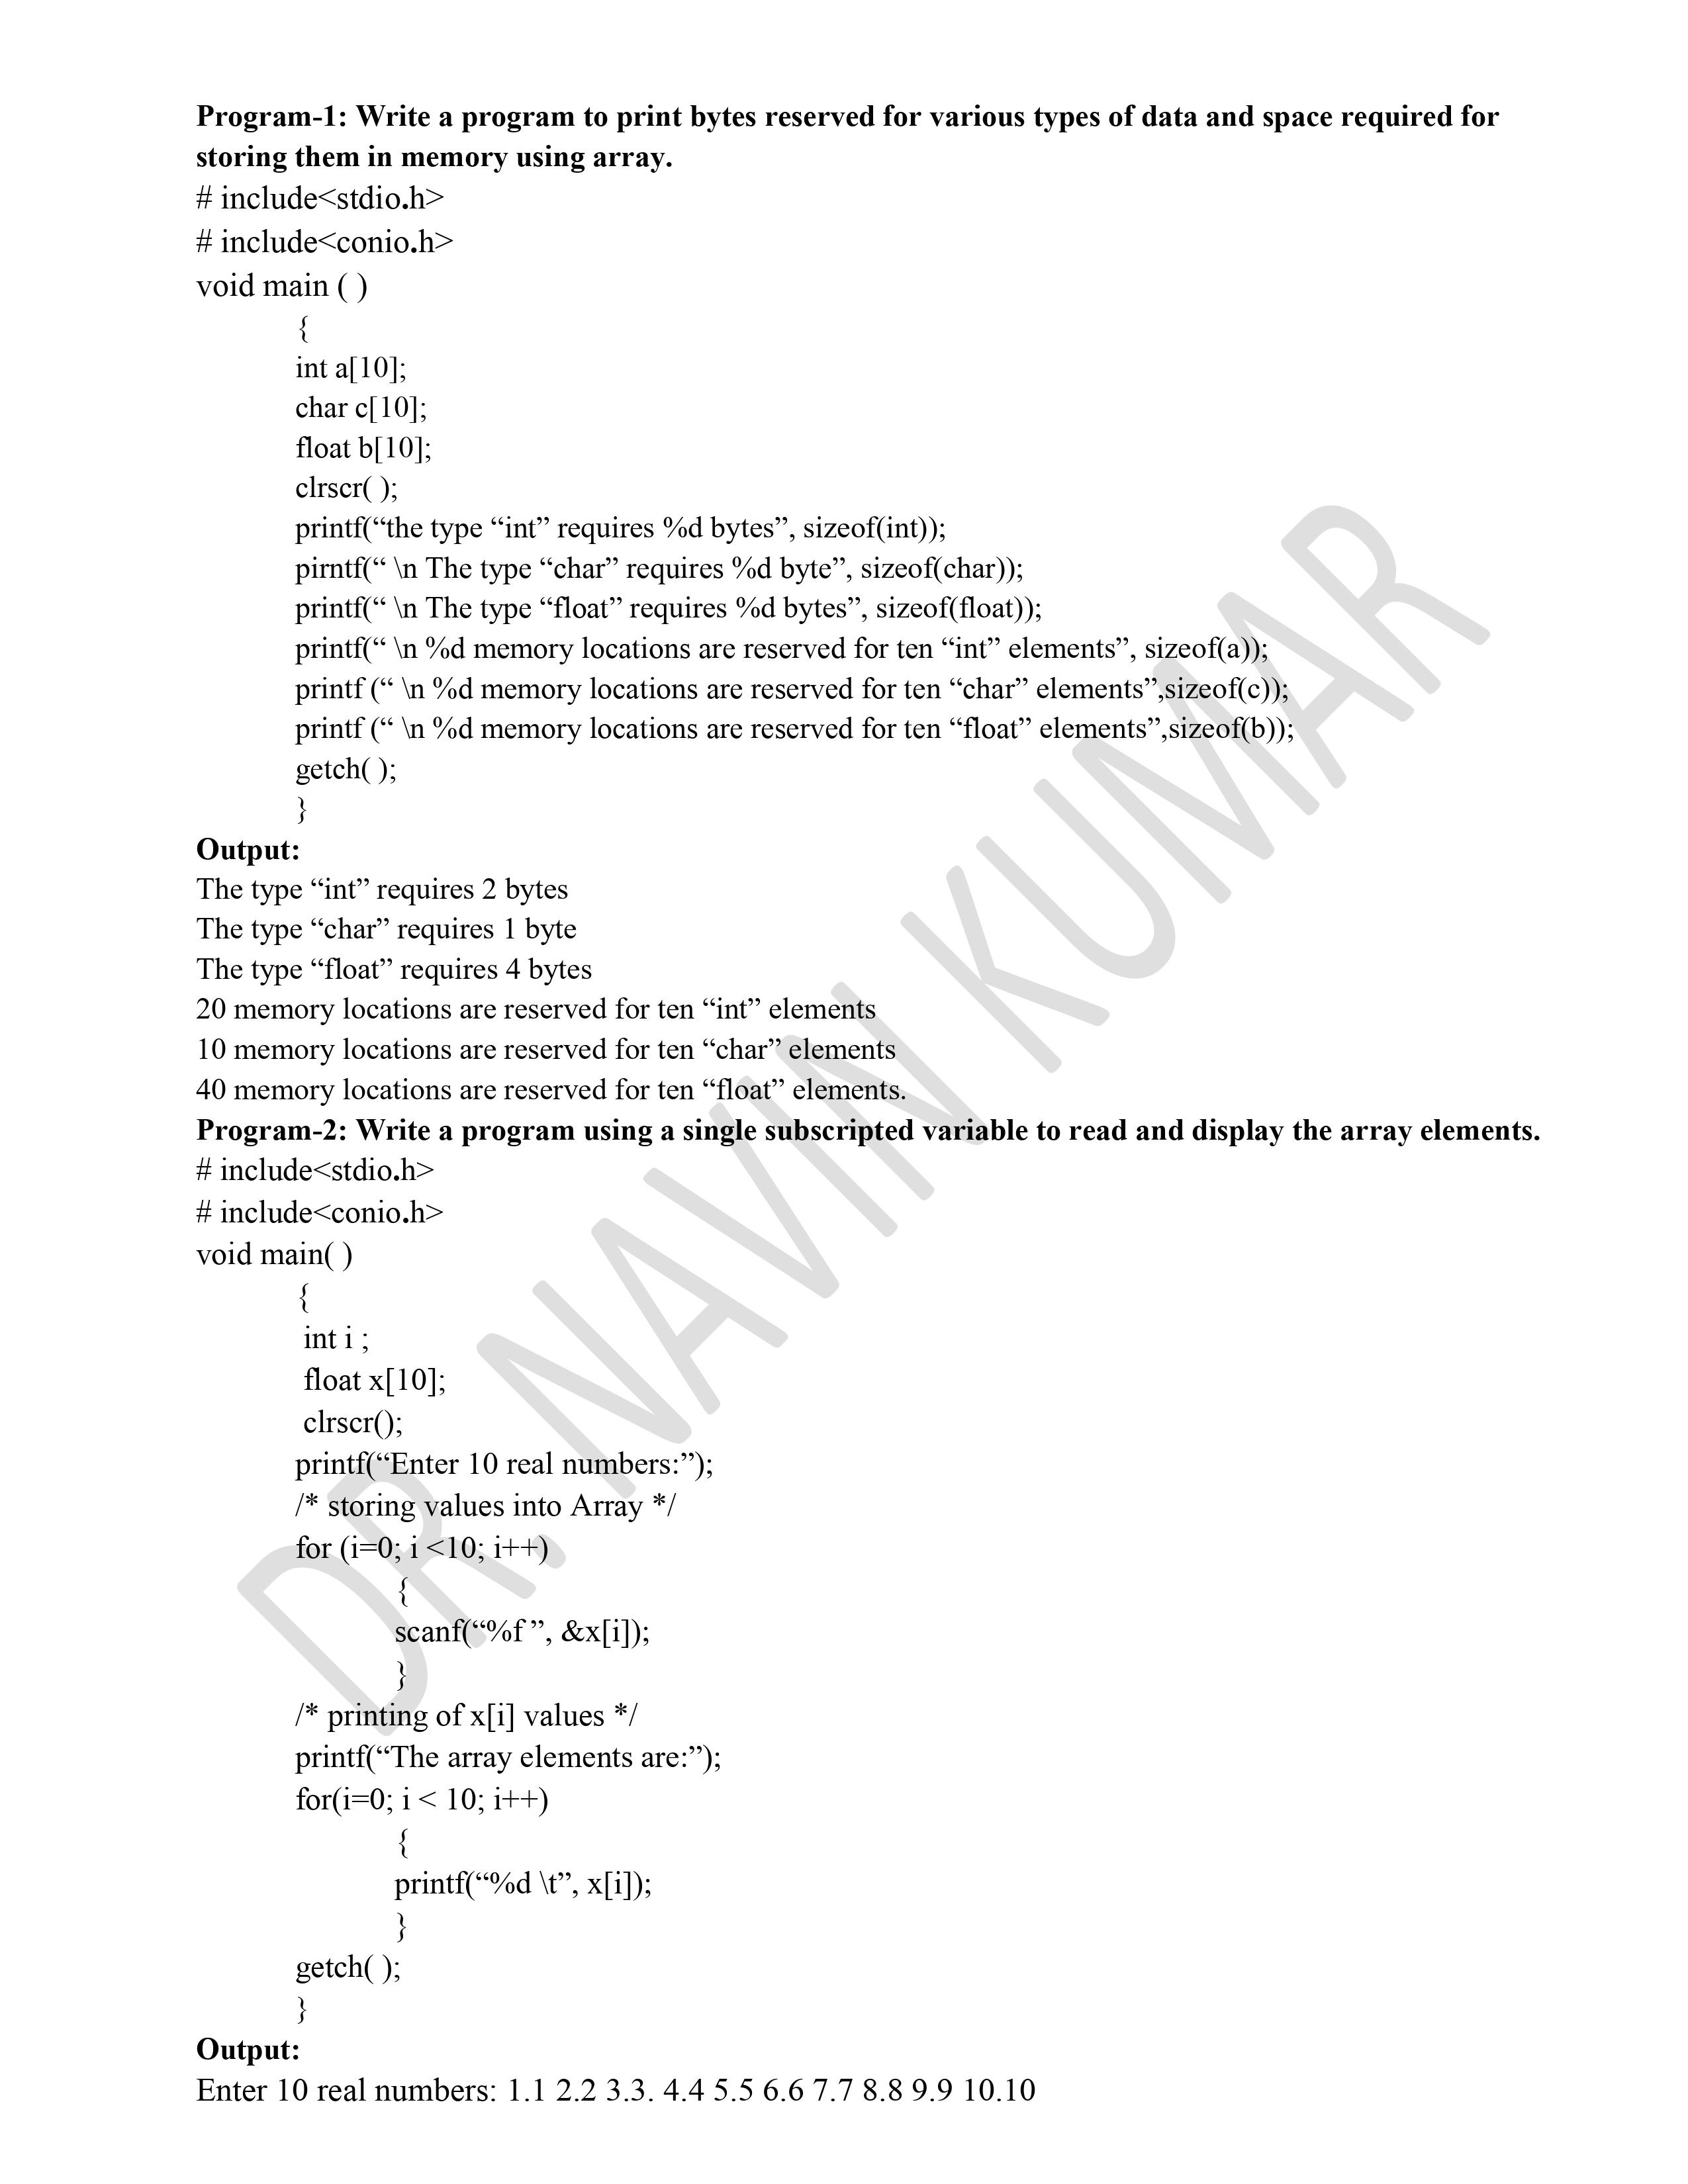 Program-1: Write a program to print bytes reserved for various types of data and space required for
storing them in memory using array.
# include<stdio.h>
# include<conio.h>
void main ( )
{
int a[10];
char c[10];
float b[10];
clrscr( );
printf(“the type “int” requires %d bytes”, sizeof(int));
pirntf(“ \n The type “char” requires %d byte”, sizeof(char));
printf(“ \n The type “float” requires %d bytes”, sizeof(float));
printf(“ \n %d memory locations are reserved for ten “int” elements”, sizeof(a));
printf (“ \n %d memory locations are reserved for ten “char” elements”,sizeof(c));
printf (“ \n %d memory locations are reserved for ten “float” elements”,sizeof(b));
getch( );
}
Output:
The type “int” requires 2 bytes
The type “char” requires 1 byte
The type “float” requires 4 bytes
20 memory locations are reserved for ten “int” elements
10 memory locations are reserved for ten “char” elements
40 memory locations are reserved for ten “float” elements.
Program-2: Write a program using a single subscripted variable to read and display the array elements.
# include<stdio.h>
# include<conio.h>
void main( )
{
int i ;
float x[10];
clrscr();
printf(“Enter 10 real numbers:”);
/* storing values into Array */
for (i=0; i <10; i++)
{
scanf(“%f ”, &x[i]);
}
/* printing of x[i] values */
printf(“The array elements are:”);
for(i=0; i < 10; i++)
{
printf(“%d \t”, x[i]);
}
getch( );
}
Output:
Enter 10 real numbers: 1.1 2.2 3.3. 4.4 5.5 6.6 7.7 8.8 9.9 10.10
DR. NAVIN KUMAR